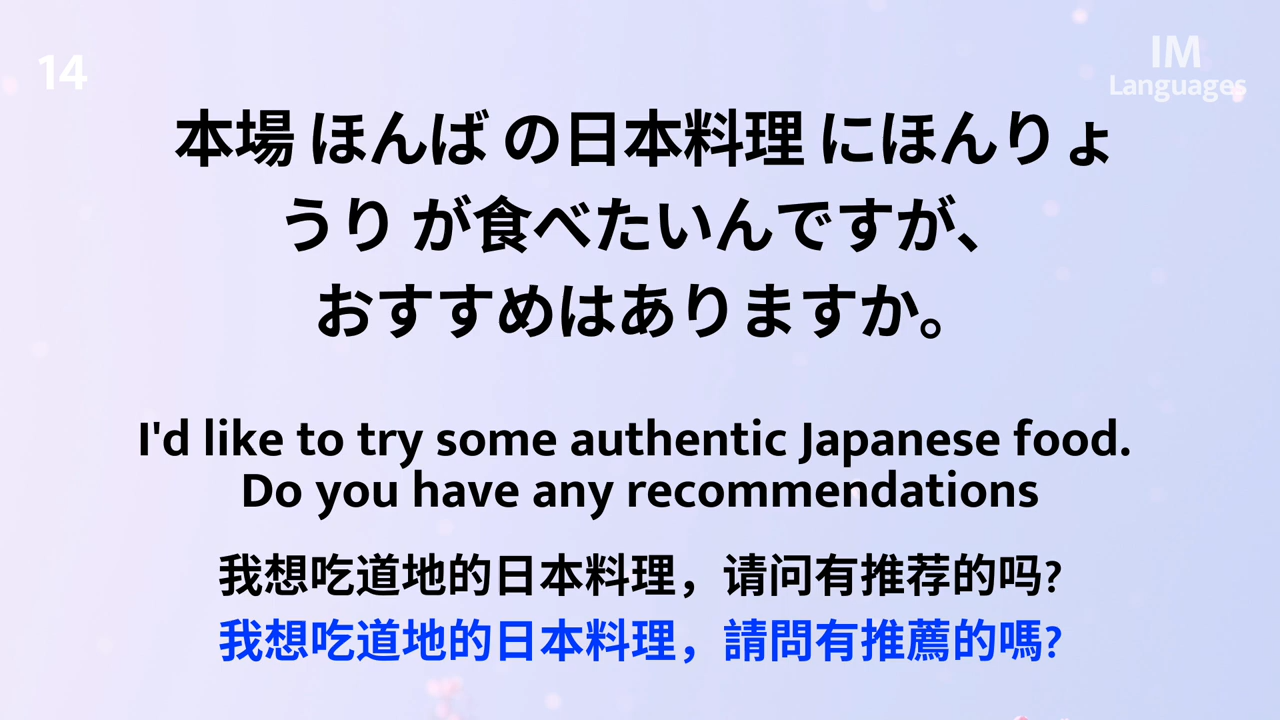 14
IM
Languages
本場 ほんば の日本料理 にほんりょ
うり が食べたいんですが、
おすすめはありますか。
I'd like to try some authentic Japanese food.
Do you have any recommendations
我想吃道地的日本料理，请问有推荐的吗?
我想吃道地的日本料理，請問有推薦的嗎?